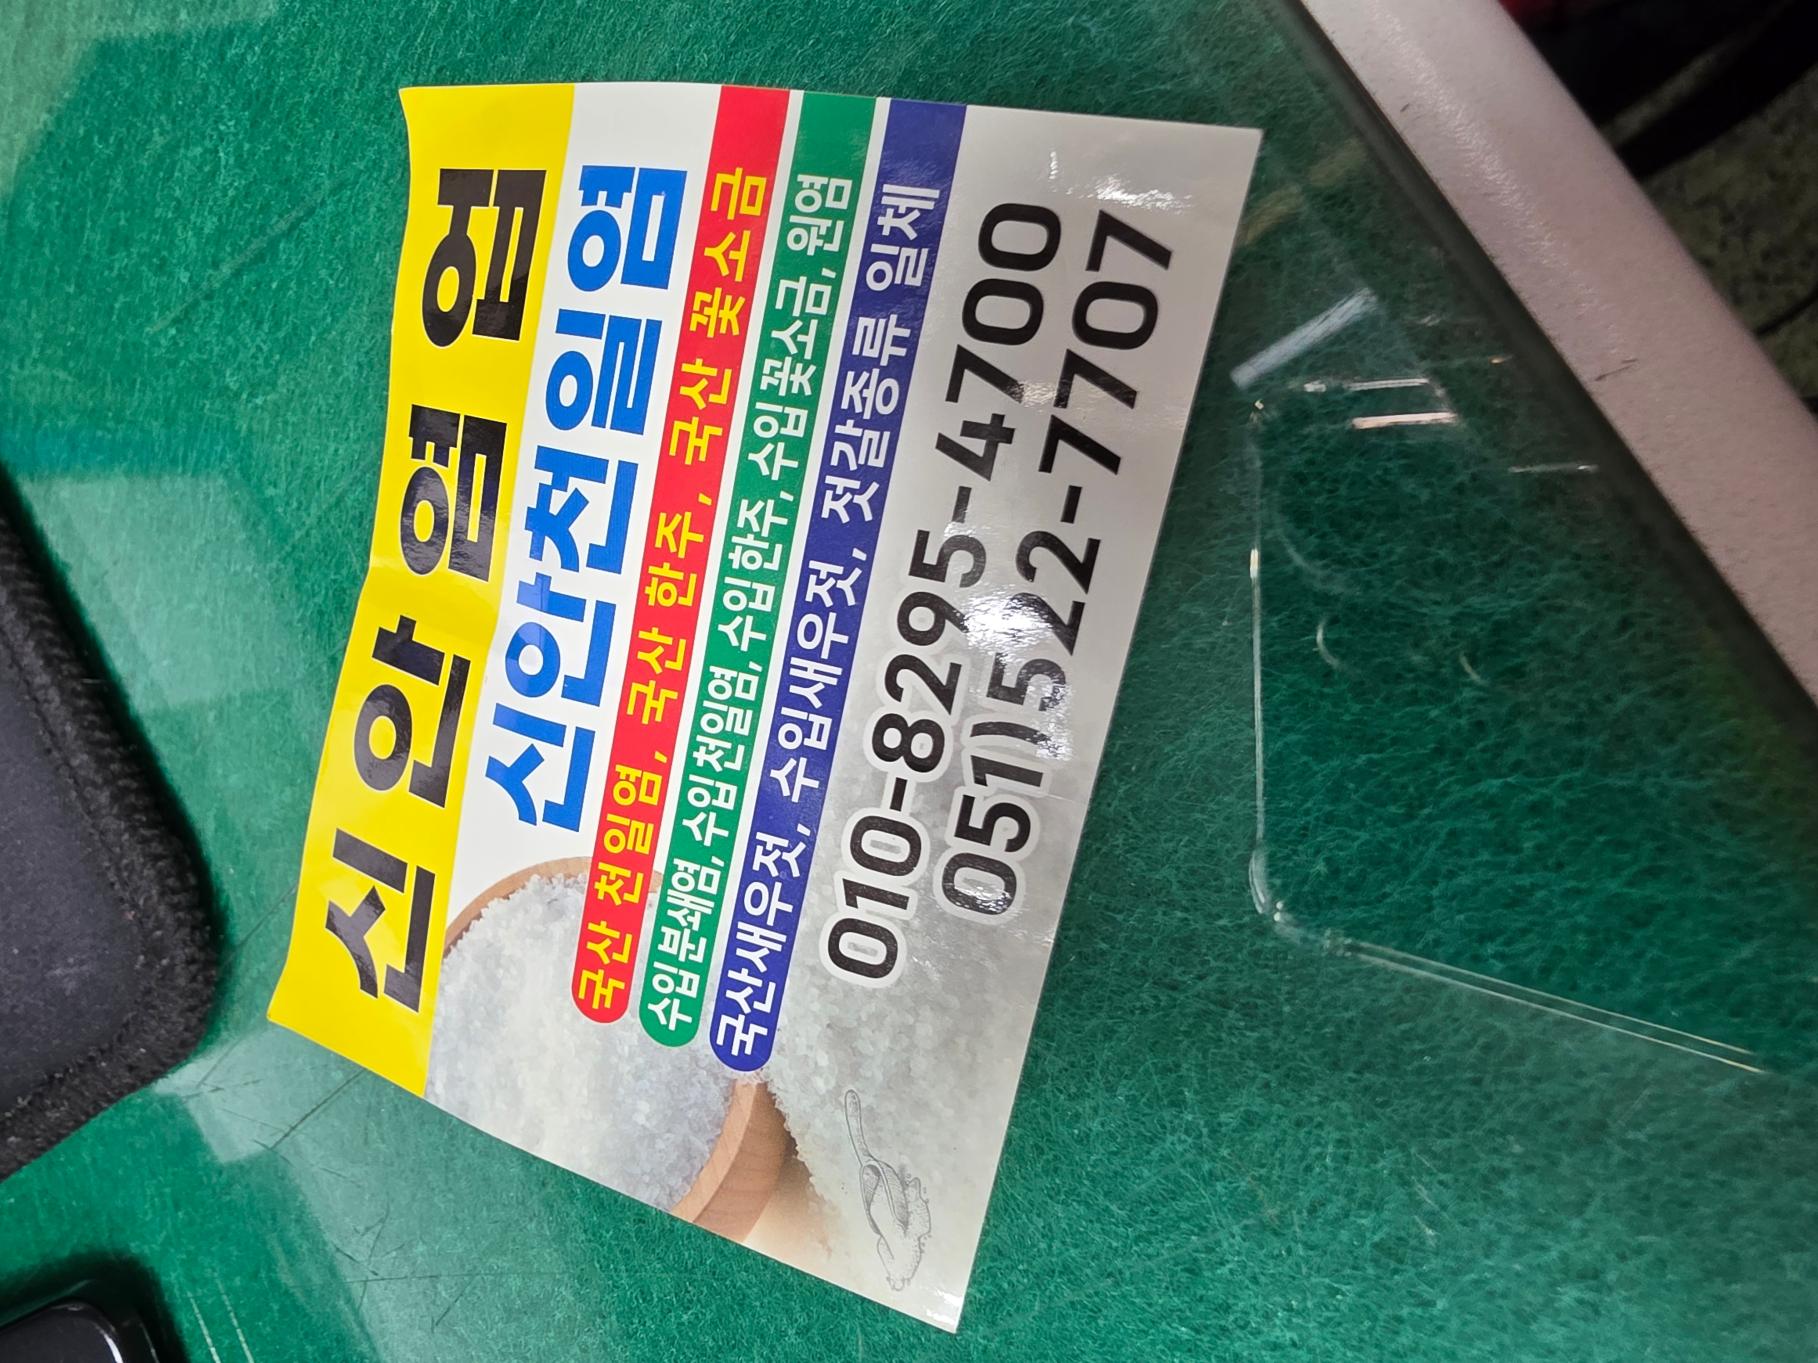 신안염업
신안천일염
국산 천일염, 국산 한주, 국산 꽃소금
수입분쇄염, 수입천일염, 수입한주, 수입꽃소금, 원염
국산새우젓, 수입새우젓, 젓갈종류 일체
010-8295-4700
051)522-7707